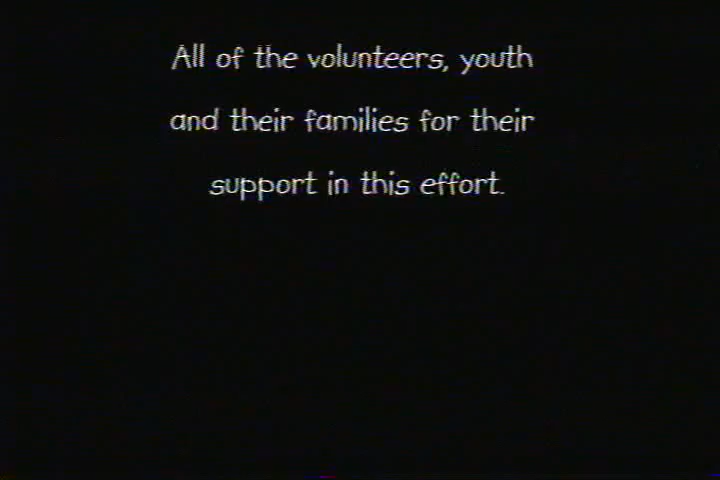 All of the volunteers, youth
and their families for their
support in this effort.